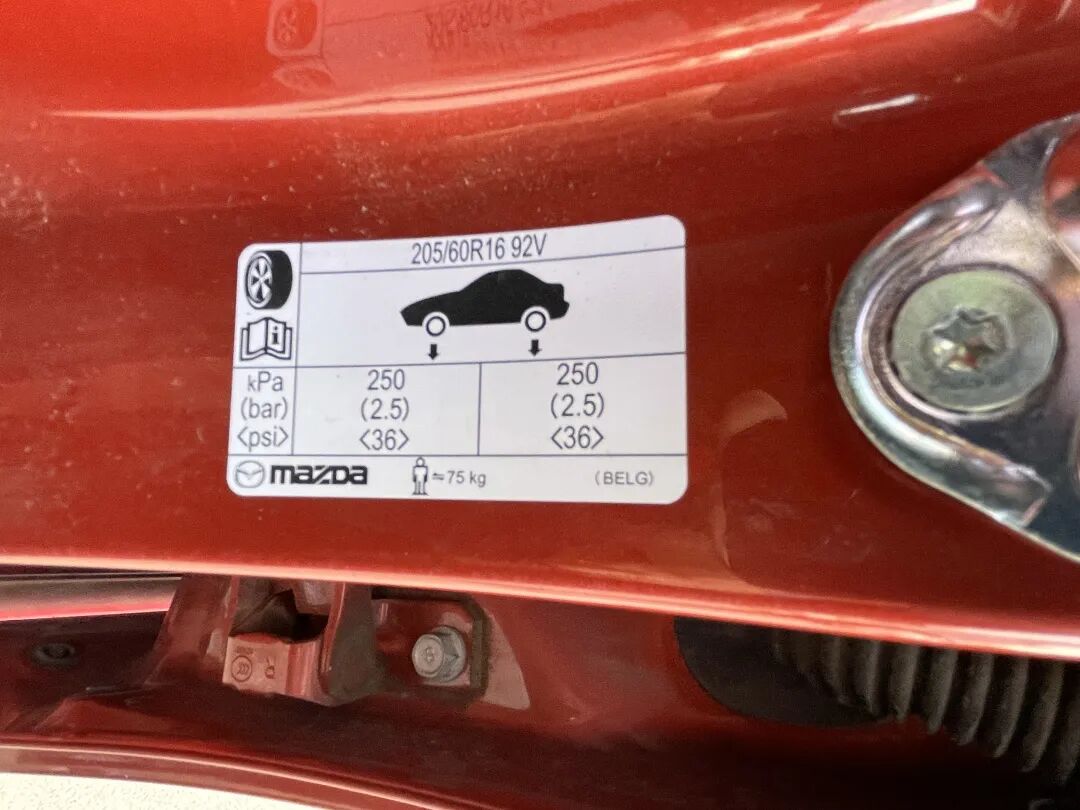 205/60R16 92V
i
kPa 250 250
(bar) (2.5) (2.5)
<psi> <36> <36>
mazda ≒75 kg (BELG)